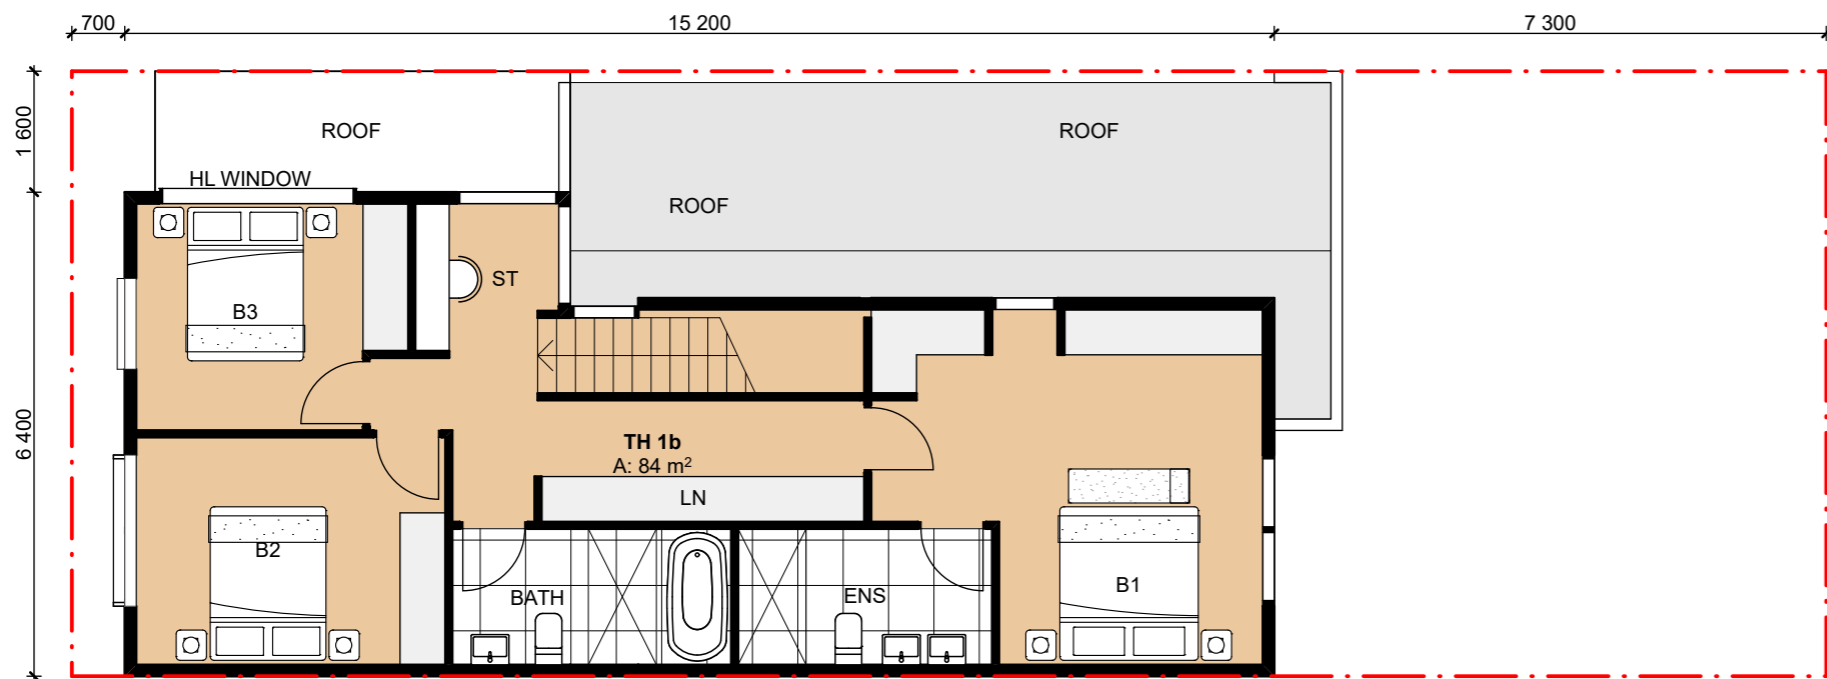 700
15 200
7 300
1 600
6 400
ROOF
ROOF
ROOF
HL WINDOW
ST
B3
TH 1b
A: 84 m²
LN
B2
BATH
ENS
B1